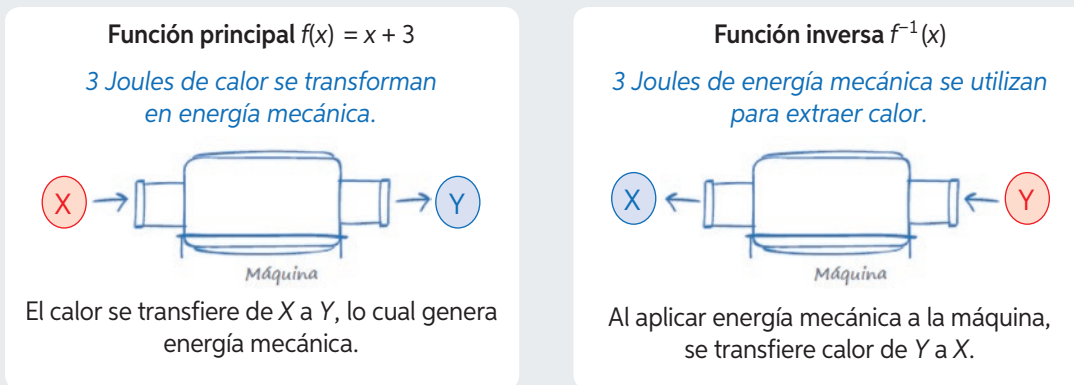 Función principal f(x) = x + 3
3 Joules de calor se transforman
en energía mecánica.
X
Y
Máquina
El calor se transfiere de X a Y, lo cual genera
energía mecánica.
Función inversa f⁻¹(x)
3 Joules de energía mecánica se utilizan
para extraer calor.
X
Y
Máquina
Al aplicar energía mecánica a la máquina,
se transfiere calor de Y a X.